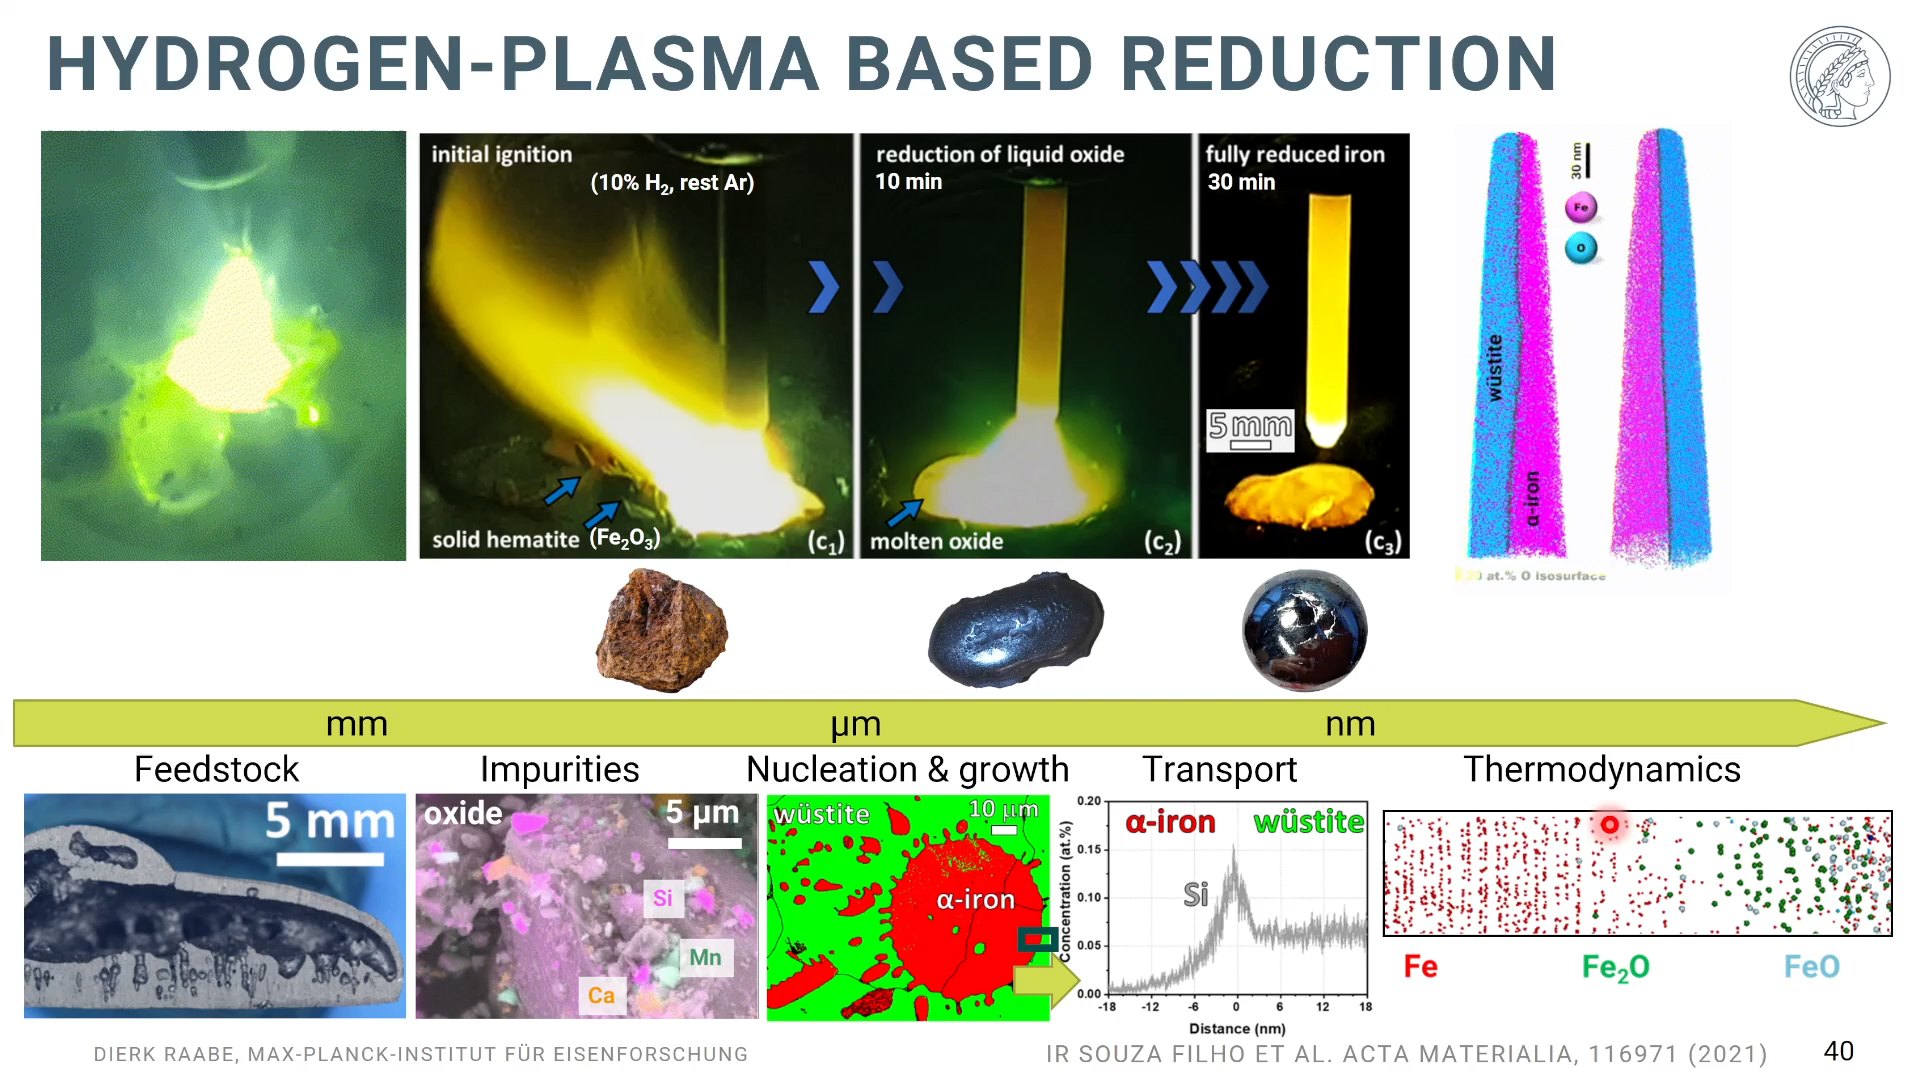 HYDROGEN-PLASMA BASED REDUCTION
initial ignition
(10% H₂, rest Ar)
solid hematite (Fe₂O₃)
(c₁)
reduction of liquid oxide
10 min
molten oxide
(c₂)
fully reduced iron
30 min
5 mm
(c₃)
30 nm
Fe
O
wüstite
α-iron
20 at.% O isosurface
mm
µm
nm
Feedstock
Impurities
Nucleation & growth
Transport
Thermodynamics
5 mm
oxide
5 µm
Si
Mn
Ca
wüstite
10 µm
α-iron
Concentration (at.%)
0.20
0.15
0.10
0.05
0.00
α-iron
wüstite
Si
-18 -12 -6 0 6 12 18
Distance (nm)
Fe
Fe₂O
FeO
DIERK RAABE, MAX-PLANCK-INSTITUT FÜR EISENFORSCHUNG
IR SOUZA FILHO ET AL. ACTA MATERIALIA, 116971 (2021)
40